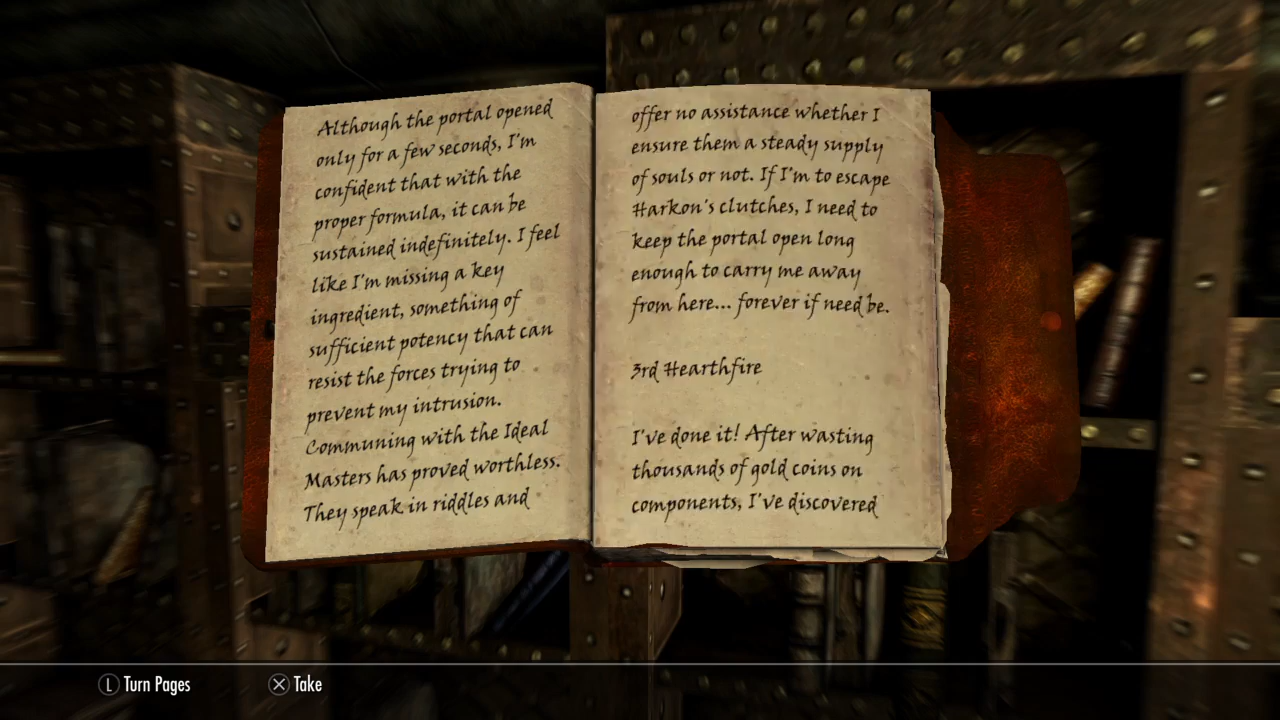 Although the portal opened
only for a few seconds, I'm
confident that with the
proper formula, it can be
sustained indefinitely. I feel
like I'm missing a key
ingredient, something of
sufficient potency that can
resist the forces trying to
prevent my intrusion.
Communing with the Ideal
Masters has proved worthless.
They speak in riddles and
offer no assistance whether I
ensure them a steady supply
of souls or not. If I'm to escape
Harkon's clutches, I need to
keep the portal open long
enough to carry me away
from here... forever if need be.
3rd Hearthfire
I've done it! After wasting
thousands of gold coins on
components, I've discovered
L Turn Pages
X Take